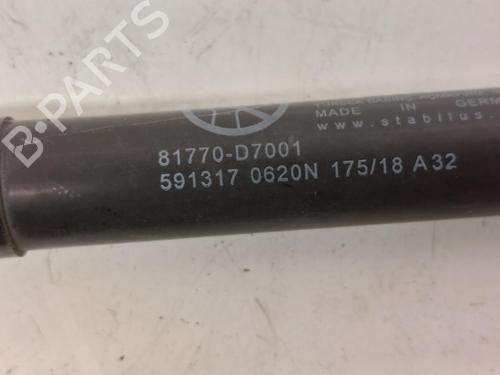 MADE IN GERM
www.stabilus.
81770-D7001
591317 0620N 175/18 A32
B-PARTS